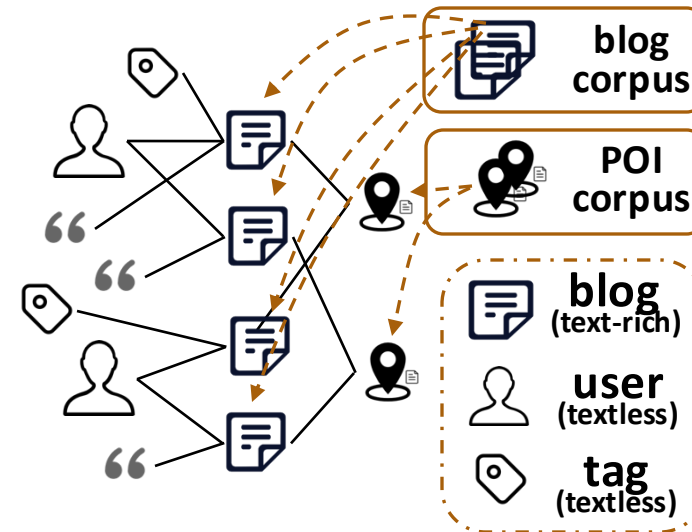 blog
corpus
POI
corpus
blog
(text-rich)
user
(textless)
tag
(textless)